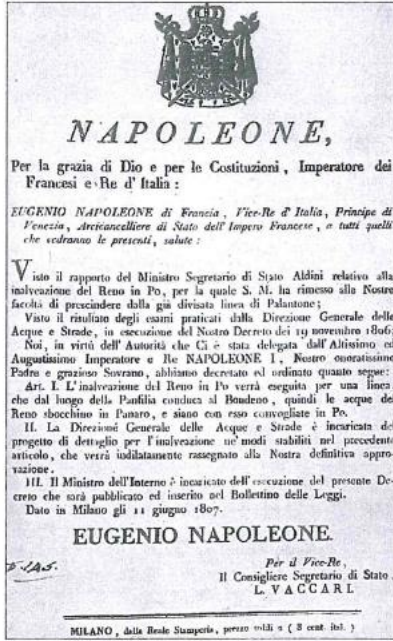 NAPOLEONE,
Per la grazia di Dio e per le Costituzioni, Imperatore dei
Francesi e Re d' Italia :
EUGENIO NAPOLEONE di Francia, Vice-Re d' Italia, Principe di
Venezia, Arcicancelliere di Stato dell' Impero Francese, a tutti quelli
che vedranno le presenti, salute :
Visto il rapporto del Ministro Segretario di Stato Aldini relativo alla
inalveazione del Reno in Po, per la quale S. M. ha rimesso alle Nostre
facoltà di prescindere dalla già divisata linea di Palantone;
Visto il risultato degli esami praticati dalla Direzione Generale delle
Acque e Strade, in esecuzione del Nostro Decreto dei 19 novembre 1806;
Noi, in virtù dell' Autorità che Ci è stata delegata dall' Altissimo ed
Augustissimo Imperatore e Re NAPOLEONE I, Nostro onoratissimo
Padre e grazioso Sovrano, abbiamo decretato ed ordinato quanto segue:
Art. I. L'inalveazione del Reno in Po verrà eseguita per una linea,
che dal luogo della Panfilia conduca al Bondeno, quindi le acque del
Reno sbocchino in Panaro, e siano con esso convogliate in Po.
II. La Direzione Generale delle Acque e Strade è incaricata del
progetto di dettaglio per l'inalveazione ne' modi stabiliti nel precedente
articolo, che verrà indilatamente rassegnato alla Nostra definitiva appro-
vazione.
III. Il Ministro dell'Interno è incaricato dell'esecuzione del presente De-
creto che sarà pubblicato ed inserito nel Bollettino delle Leggi.
Dato in Milano gli 11 giugno 1807.
EUGENIO NAPOLEONE.
Per il Vice-Re,
Il Consigliere Segretario di Stato
L. VACCARI.
MILANO, dalla Reale Stamperia, prezzo soldi 2 ( 8 cent. ital. )